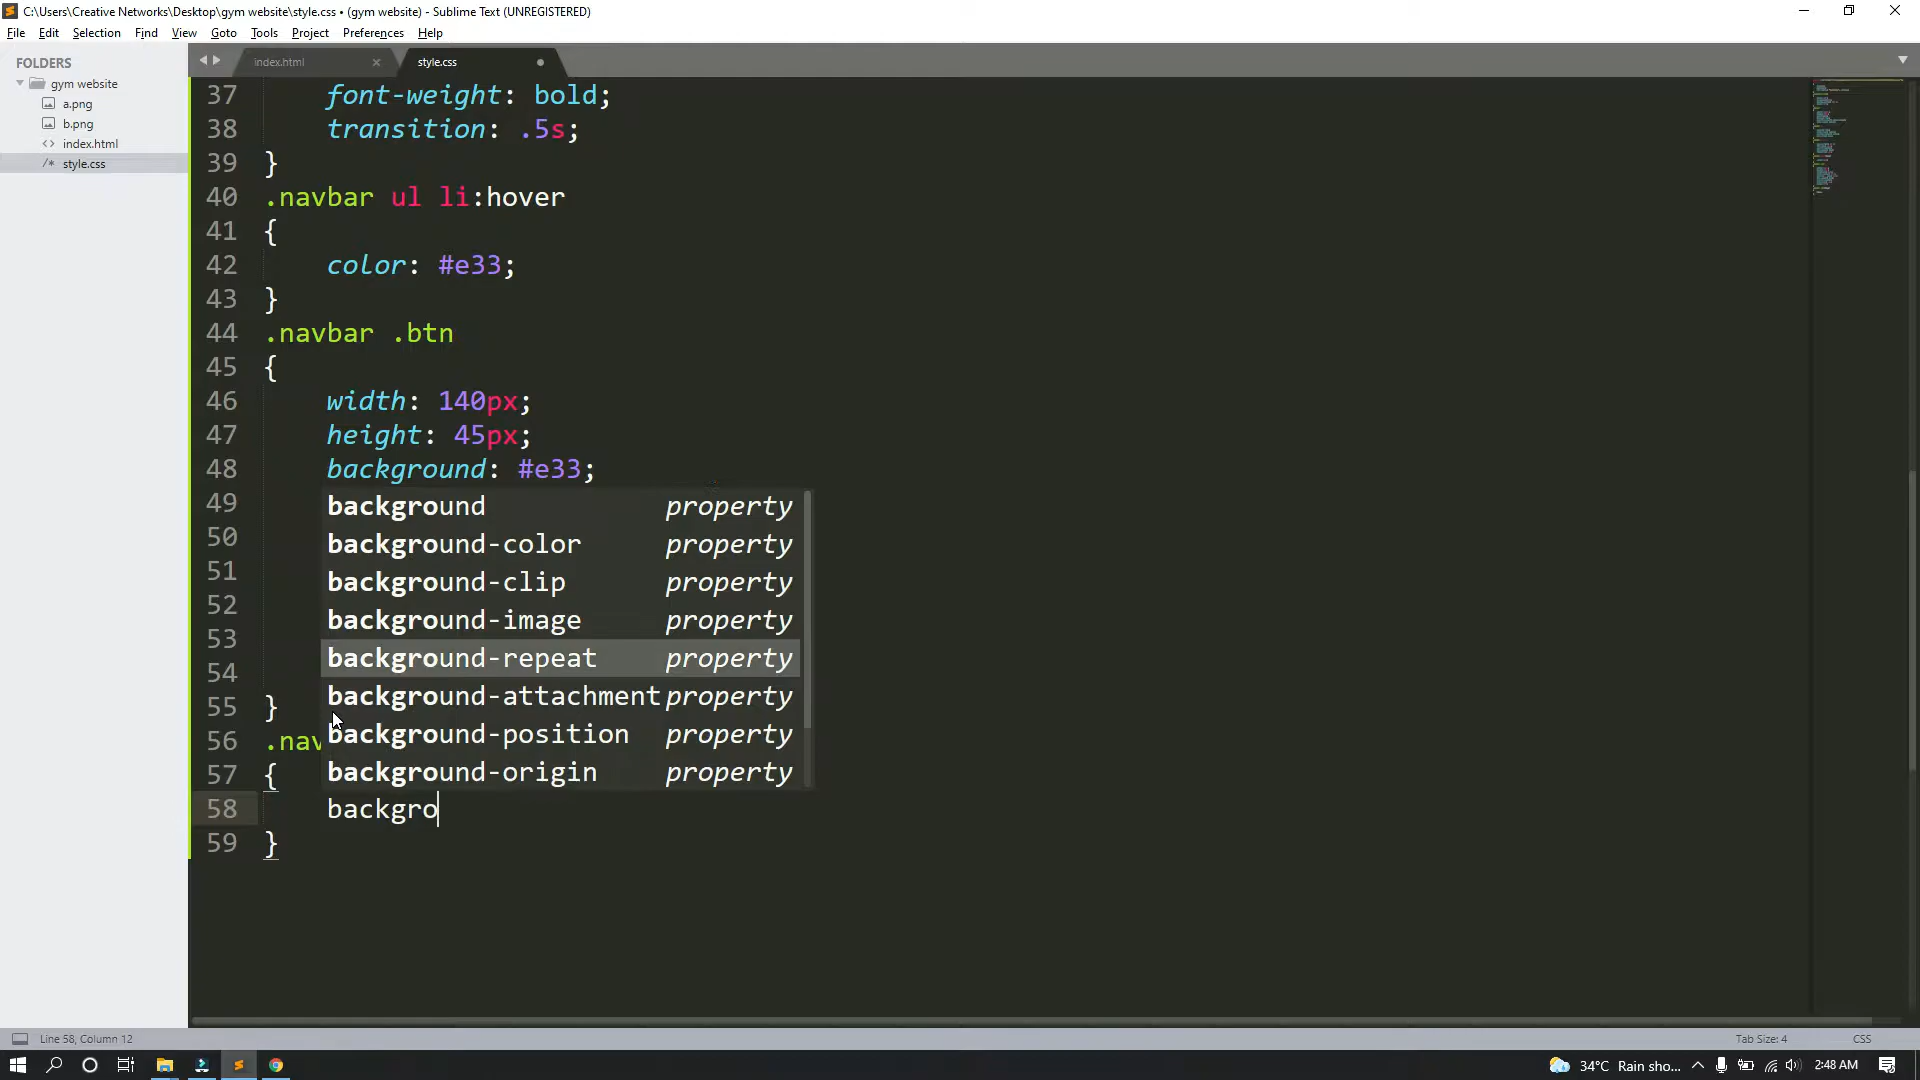 C:\Users\Creative Networks\Desktop\gym website\style.css • (gym website) - Sublime Text (UNREGISTERED)
File Edit Selection Find View Goto Tools Project Preferences Help
FOLDERS
gym website
a.png
b.png
index.html
style.css
index.html
style.css
37 font-weight: bold;
38 transition: .5s;
39 }
40 .navbar ul li:hover
41 {
42 color: #e33;
43 }
44 .navbar .btn
45 {
46 width: 140px;
47 height: 45px;
48 background: #e33;
49
50
51
52
53
54
55 }
56 .nav
57 {
58 backgro
59 }
background property
background-color property
background-clip property
background-image property
background-repeat property
background-attachment property
background-position property
background-origin property
Line 58, Column 12
Tab Size: 4
CSS
34°C Rain sho...
2:48 AM